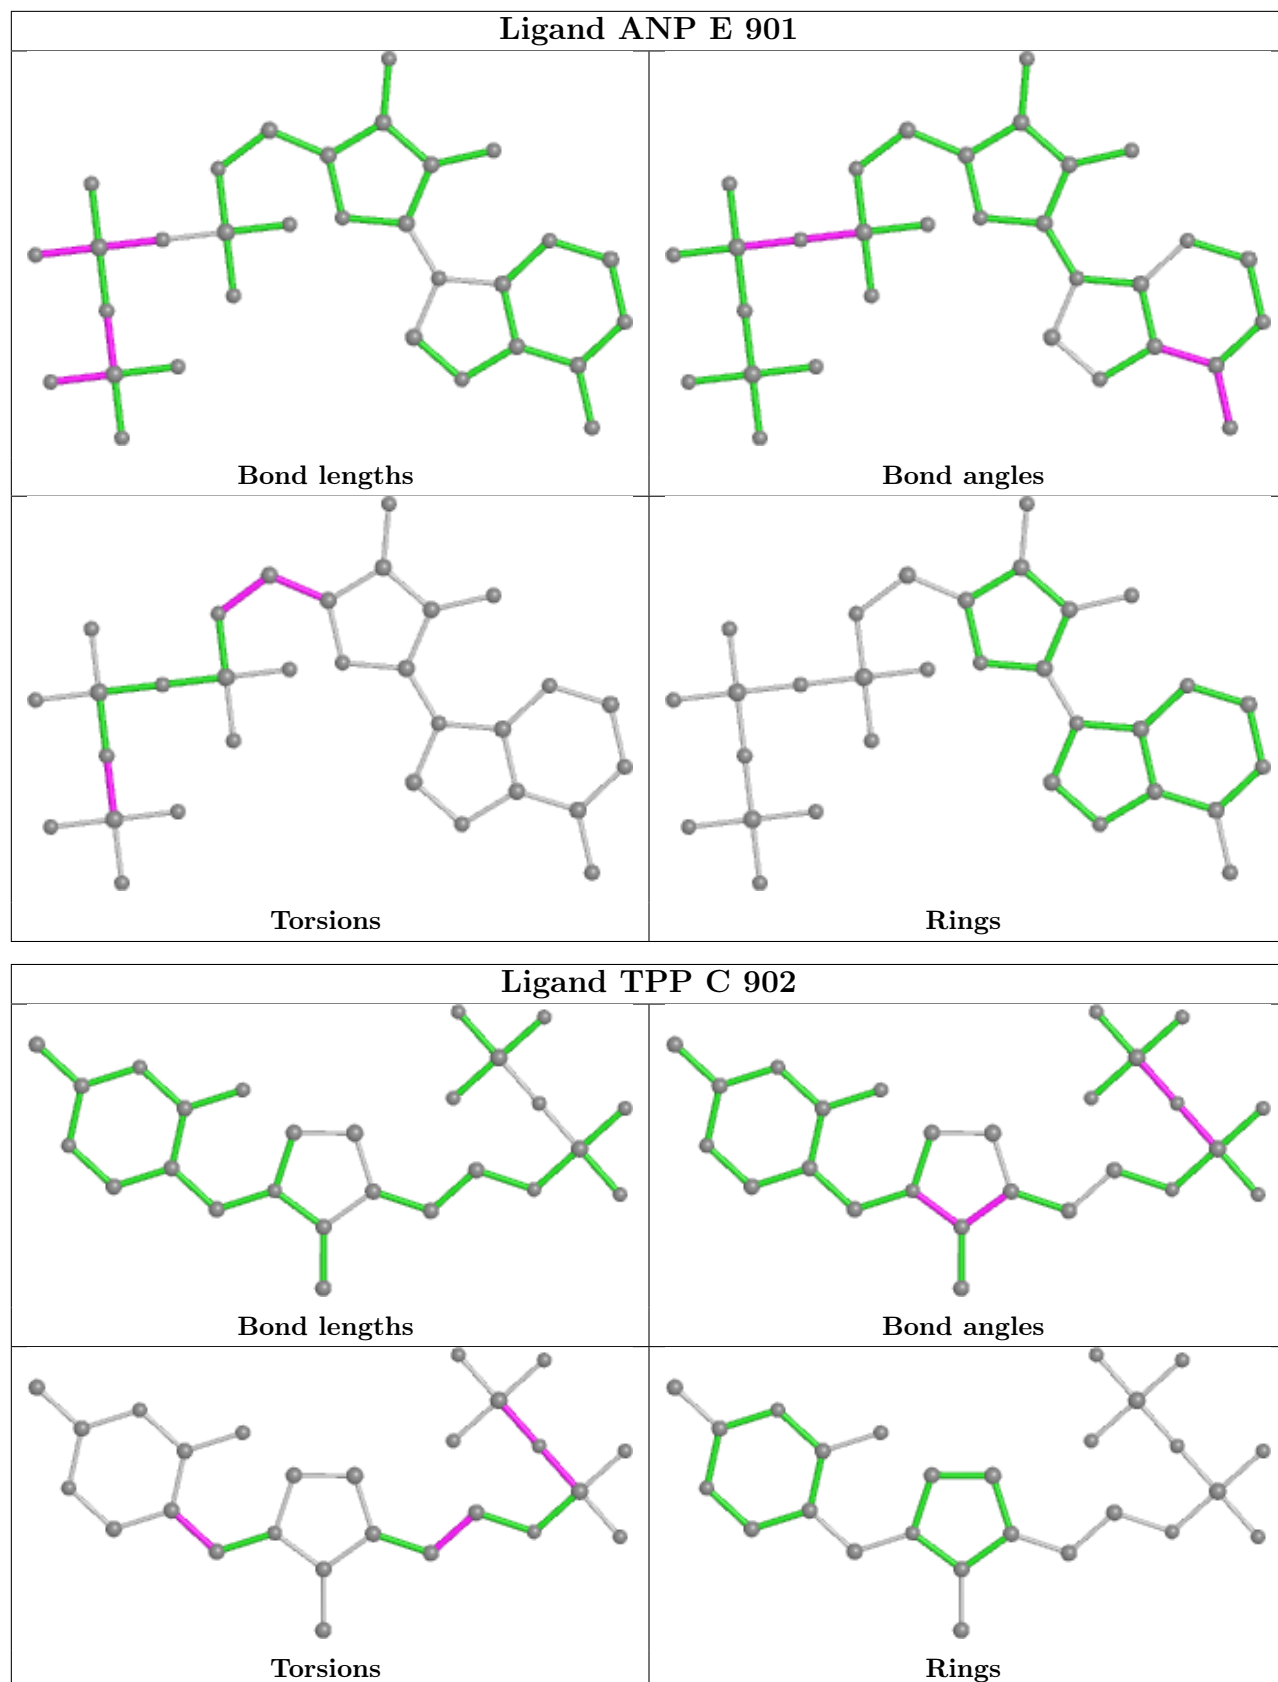 Ligand ANP E 901
Bond lengths
Bond angles
Torsions
Rings
Ligand TPP C 902
Bond lengths
Bond angles
Torsions
Rings